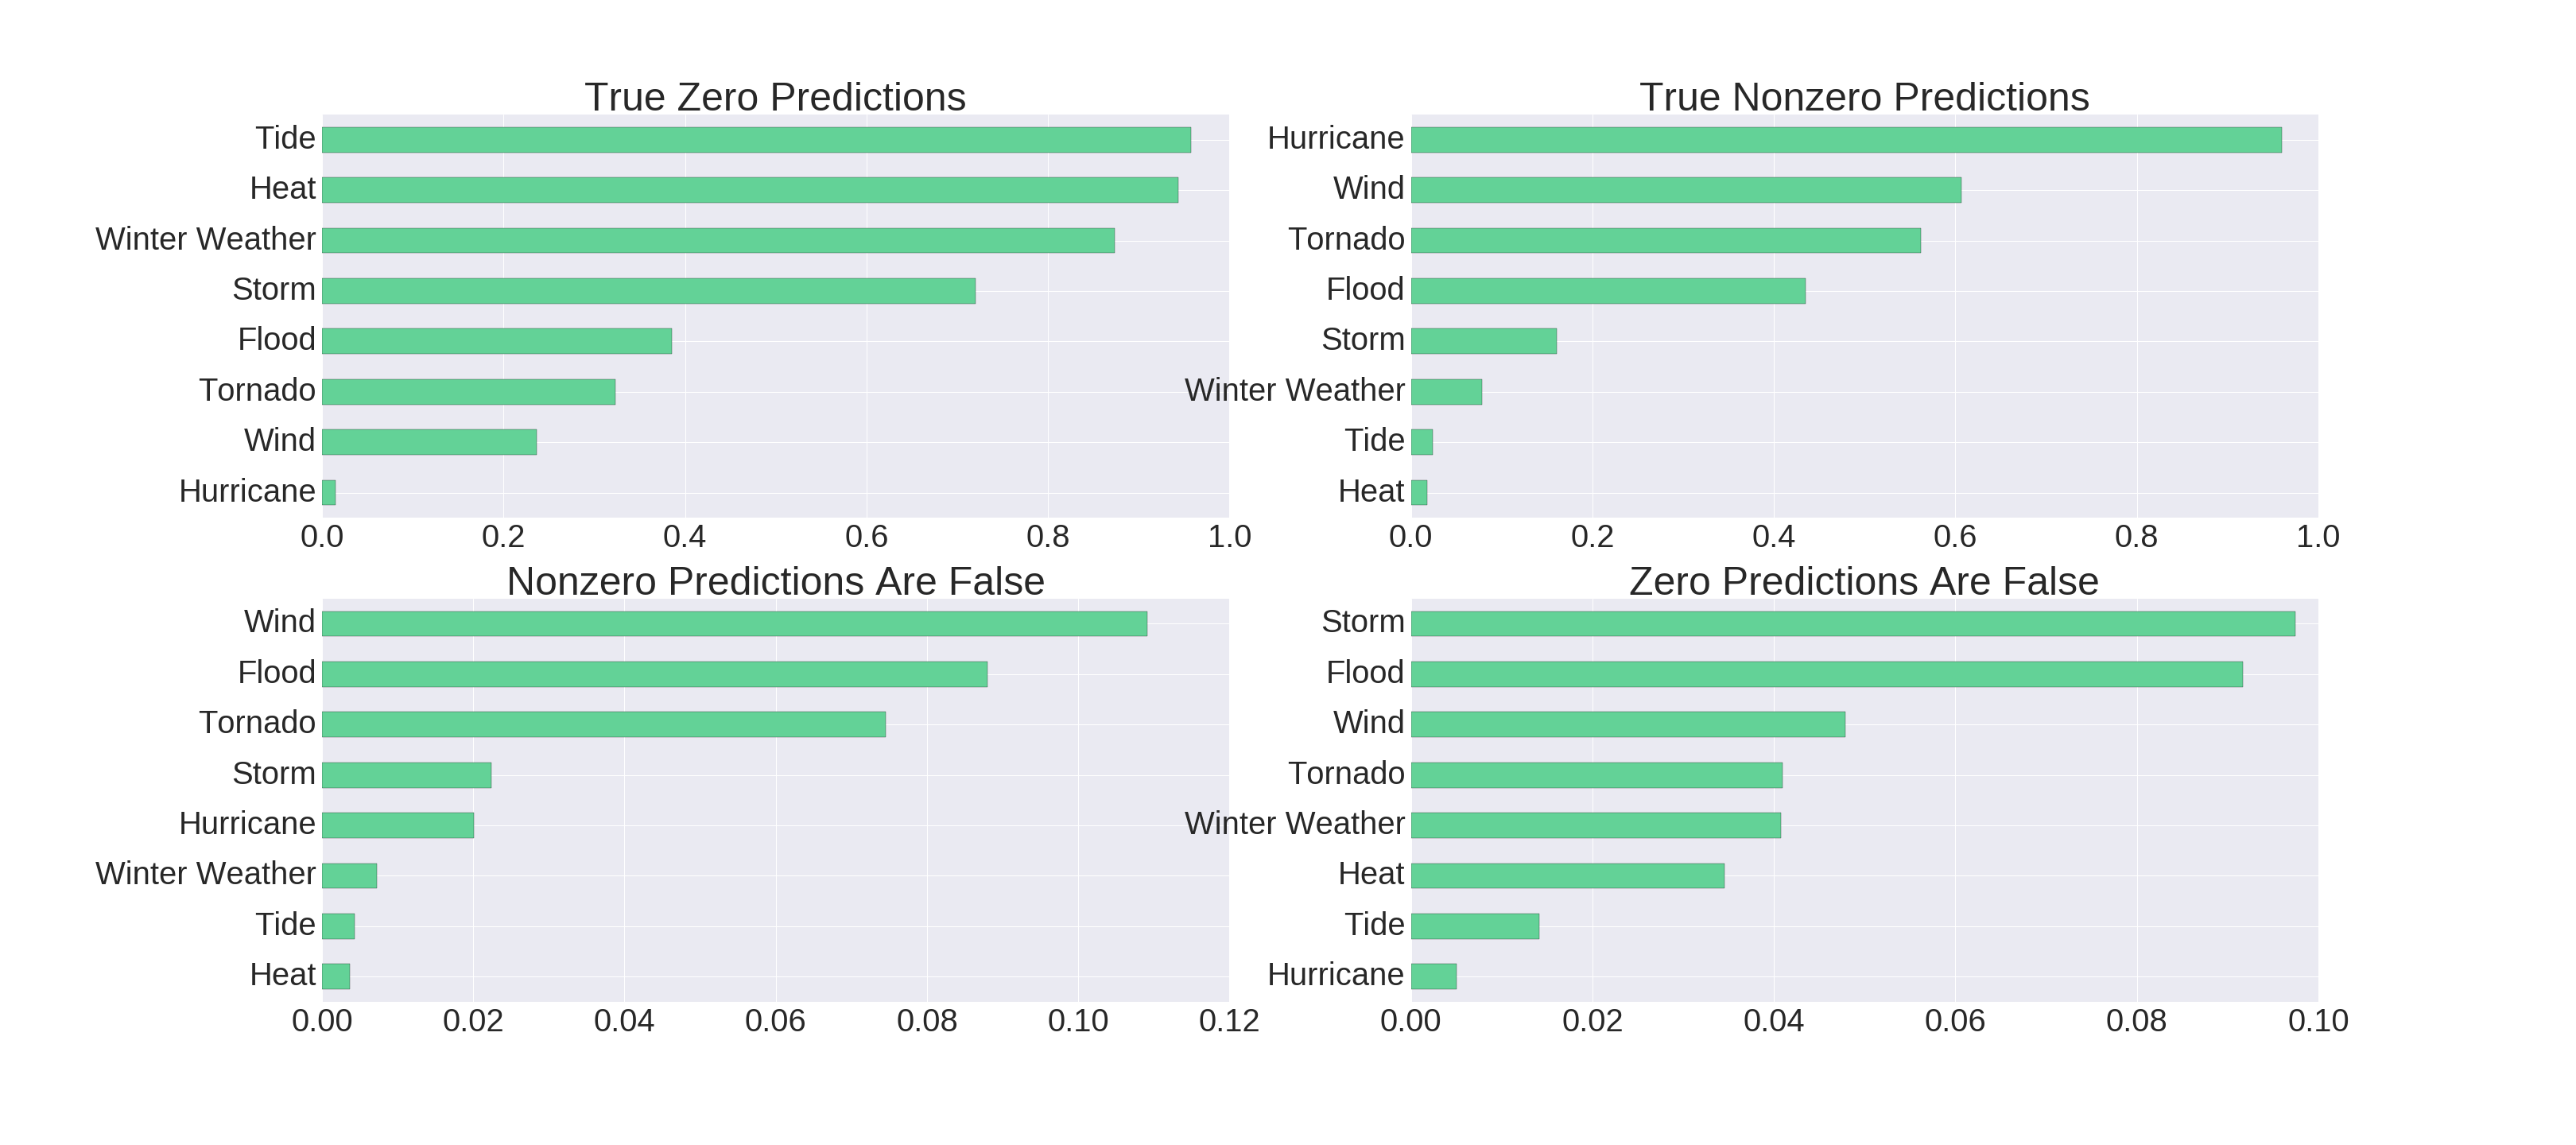 True Zero Predictions
Tide
Heat
Winter Weather
Storm
Flood
Tornado
Wind
Hurricane
0.0 0.2 0.4 0.6 0.8 1.0
True Nonzero Predictions
Hurricane
Wind
Tornado
Flood
Storm
Winter Weather
Tide
Heat
0.0 0.2 0.4 0.6 0.8 1.0
Nonzero Predictions Are False
Wind
Flood
Tornado
Storm
Hurricane
Winter Weather
Tide
Heat
0.00 0.02 0.04 0.06 0.08 0.10 0.12
Zero Predictions Are False
Storm
Flood
Wind
Tornado
Winter Weather
Heat
Tide
Hurricane
0.00 0.02 0.04 0.06 0.08 0.10